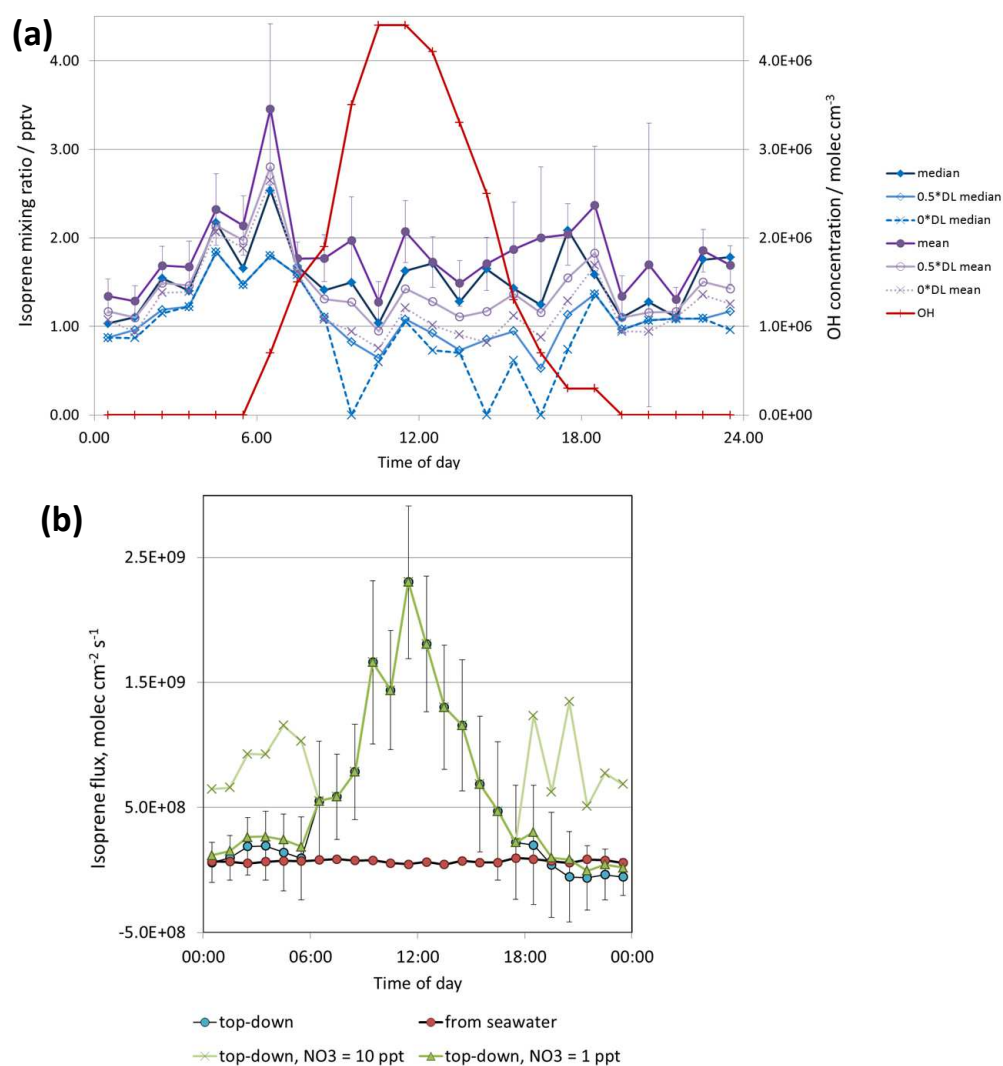 (a)
Isoprene mixing ratio / pptv
4.00
3.00
2.00
1.00
0.00
4.0E+06
3.0E+06
2.0E+06
1.0E+06
0.0E+00
OH concentration / molec cm⁻³
0.00
6.00
12.00
18.00
24.00
Time of day
median
0.5*DL median
0*DL median
mean
0.5*DL mean
0*DL mean
OH
(b)
Isoprene flux, molec cm⁻² s⁻¹
2.5E+09
1.5E+09
5.0E+08
-5.0E+08
00:00
06:00
12:00
18:00
00:00
Time of day
top-down
from seawater
top-down, NO3 = 10 ppt
top-down, NO3 = 1 ppt